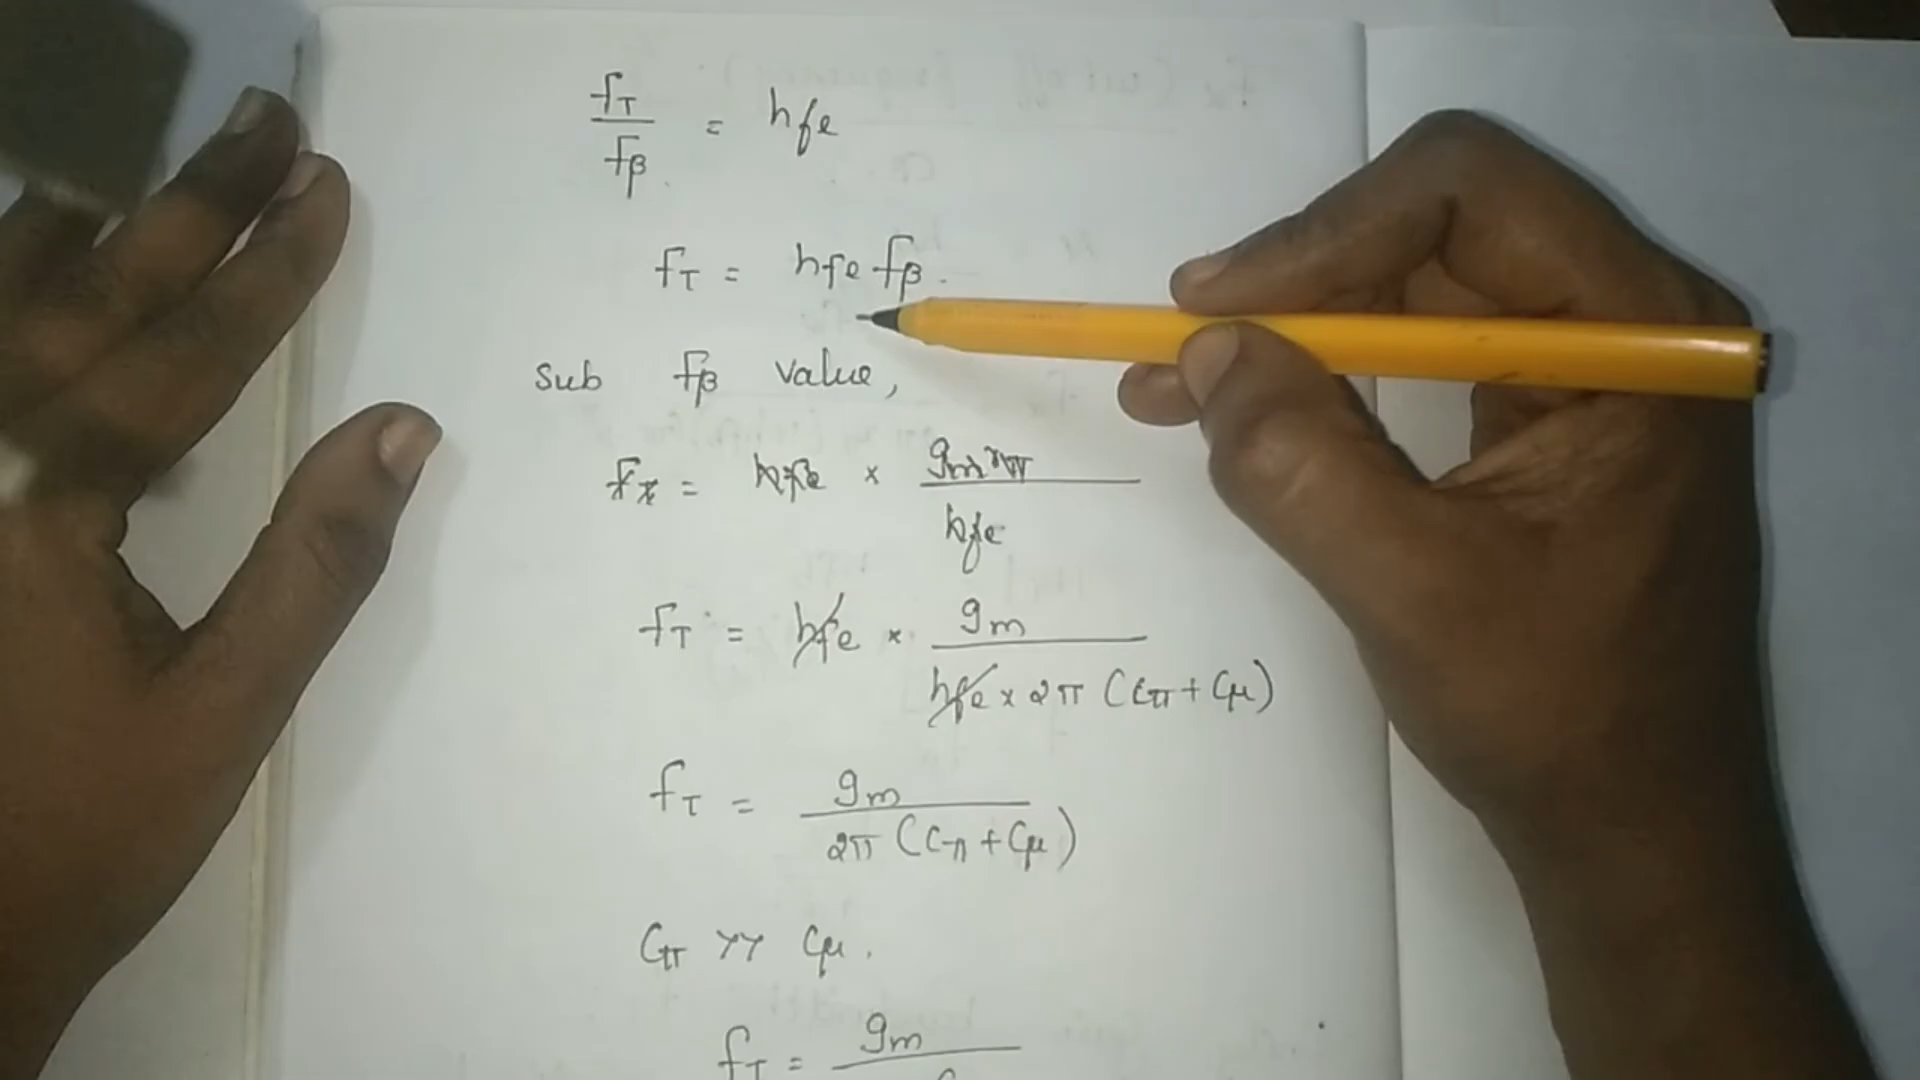 fT/fβ = hfe
fT = hfe fβ.
Sub fβ value,
fT = hfe × gm / hfe
fT = hfe × gm / hfe × 2π (Cπ + Cμ)
fT = gm / 2π (Cπ + Cμ)
Cπ >> Cμ.
fT = gm